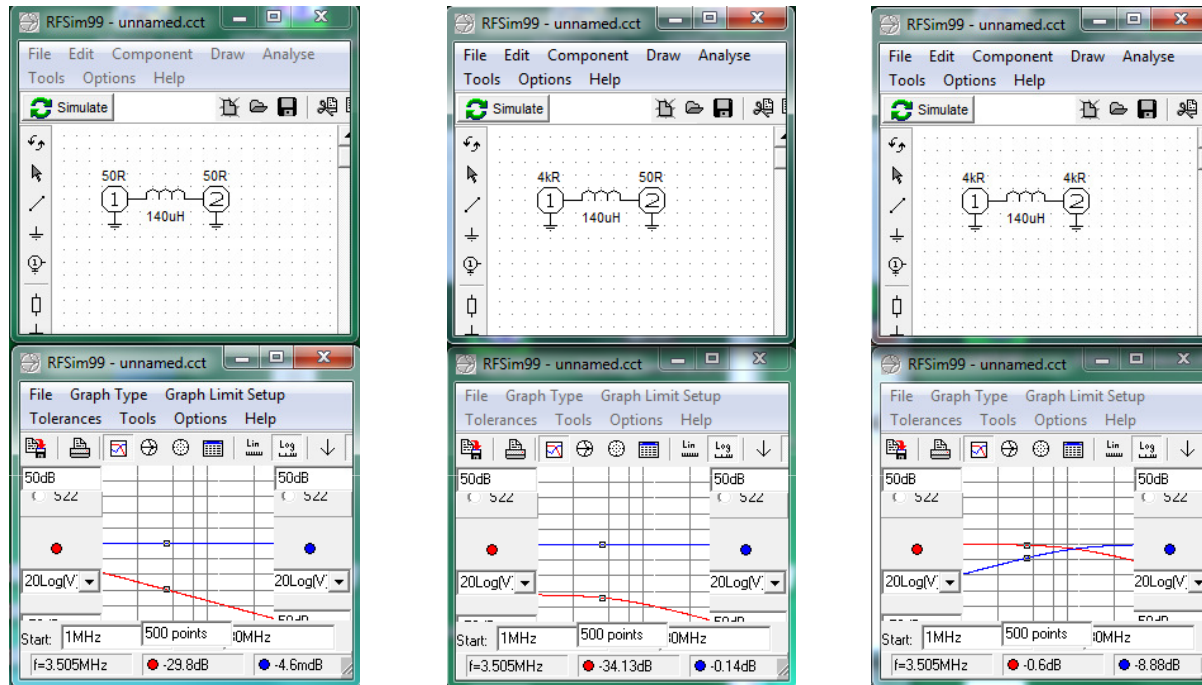 RFSim99 - unnamed.cct
File Edit Component Draw Analyse
Tools Options Help
Simulate
50R 50R
1 2
140uH
1
RFSim99 - unnamed.cct
File Graph Type Graph Limit Setup
Tolerances Tools Options Help
Lin Log
50dB 50dB
S22 S22
20Log(V. 20Log(V.
Start: 1MHz 500 points 0MHz
f=3.505MHz -29.8dB -4.6mdB
RFSim99 - unnamed.cct
File Edit Component Draw Analyse
Tools Options Help
Simulate
4kR 50R
1 2
140uH
1
RFSim99 - unnamed.cct
File Graph Type Graph Limit Setup
Tolerances Tools Options Help
Lin Log
50dB 50dB
S22 S22
20Log(V. 20Log(V.
Start: 1MHz 500 points 0MHz
f=3.505MHz -34.13dB -0.14dB
RFSim99 - unnamed.cct
File Edit Component Draw Analyse
Tools Options Help
Simulate
4kR 4kR
1 2
140uH
1
RFSim99 - unnamed.cct
File Graph Type Graph Limit Setup
Tolerances Tools Options Help
Lin Log
50dB 50dB
S22 S22
20Log(V. 20Log(V.
Start: 1MHz 500 points 0MHz
f=3.505MHz -0.6dB -8.88dB